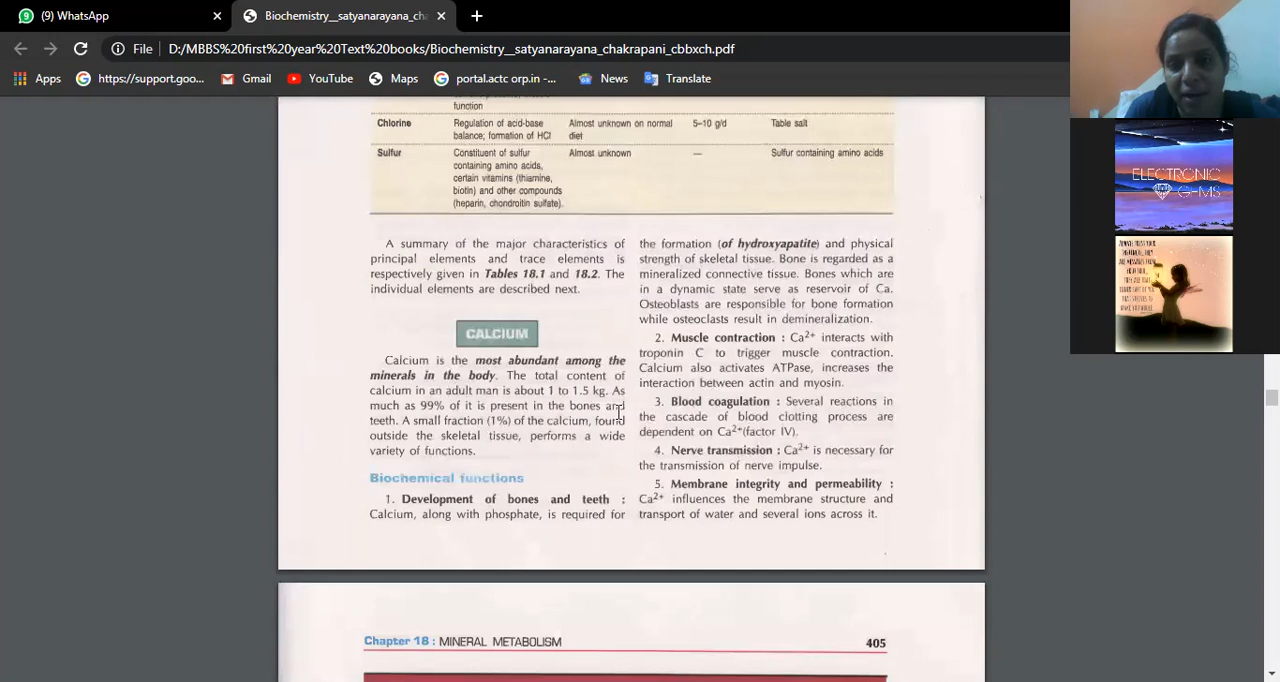 (9) WhatsApp
Biochemistry__satyanarayana_cha
File
D:/MBBS%20first%20year%20Text%20books/Biochemistry__satyanarayana_chakrapani_cbbxch.pdf
Apps
https://support.goo...
Gmail
YouTube
Maps
portal.actc orp.in -...
News
Translate
function
Chlorine
Regulation of acid-base
balance; formation of HCl
Almost unknown on normal
diet
5–10 g/d
Table salt
Sulfur
Constituent of sulfur
containing amino acids,
certain vitamins (thiamine,
biotin) and other compounds
(heparin, chondroitin sulfate).
Almost unknown
—
Sulfur containing amino acids
A summary of the major characteristics of
principal elements and trace elements is
respectively given in Tables 18.1 and 18.2. The
individual elements are described next.
CALCIUM
Calcium is the most abundant among the
minerals in the body. The total content of
calcium in an adult man is about 1 to 1.5 kg. As
much as 99% of it is present in the bones and
teeth. A small fraction (1%) of the calcium, found
outside the skeletal tissue, performs a wide
variety of functions.
Biochemical functions
1. Development of bones and teeth :
Calcium, along with phosphate, is required for
the formation (of hydroxyapatite) and physical
strength of skeletal tissue. Bone is regarded as a
mineralized connective tissue. Bones which are
in a dynamic state serve as reservoir of Ca.
Osteoblasts are responsible for bone formation
while osteoclasts result in demineralization.
2. Muscle contraction : Ca2+ interacts with
troponin C to trigger muscle contraction.
Calcium also activates ATPase, increases the
interaction between actin and myosin.
3. Blood coagulation : Several reactions in
the cascade of blood clotting process are
dependent on Ca2+(factor IV).
4. Nerve transmission : Ca2+ is necessary for
the transmission of nerve impulse.
5. Membrane integrity and permeability :
Ca2+ influences the membrane structure and
transport of water and several ions across it.
Chapter 18 : MINERAL METABOLISM
405
ELECTRONIC
GEMS